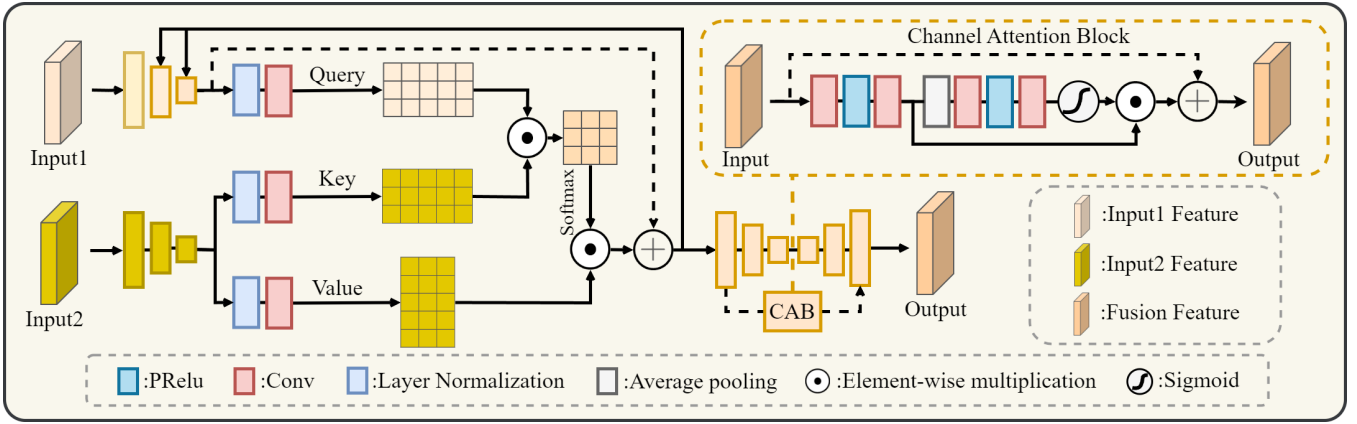 Input1
Query
Channel Attention Block
Input
Output
Key
Softmax
Input2
Value
CAB
Output
:Input1 Feature
:Input2 Feature
:Fusion Feature
:PRelu
:Conv
:Layer Normalization
:Average pooling
:Element-wise multiplication
:Sigmoid